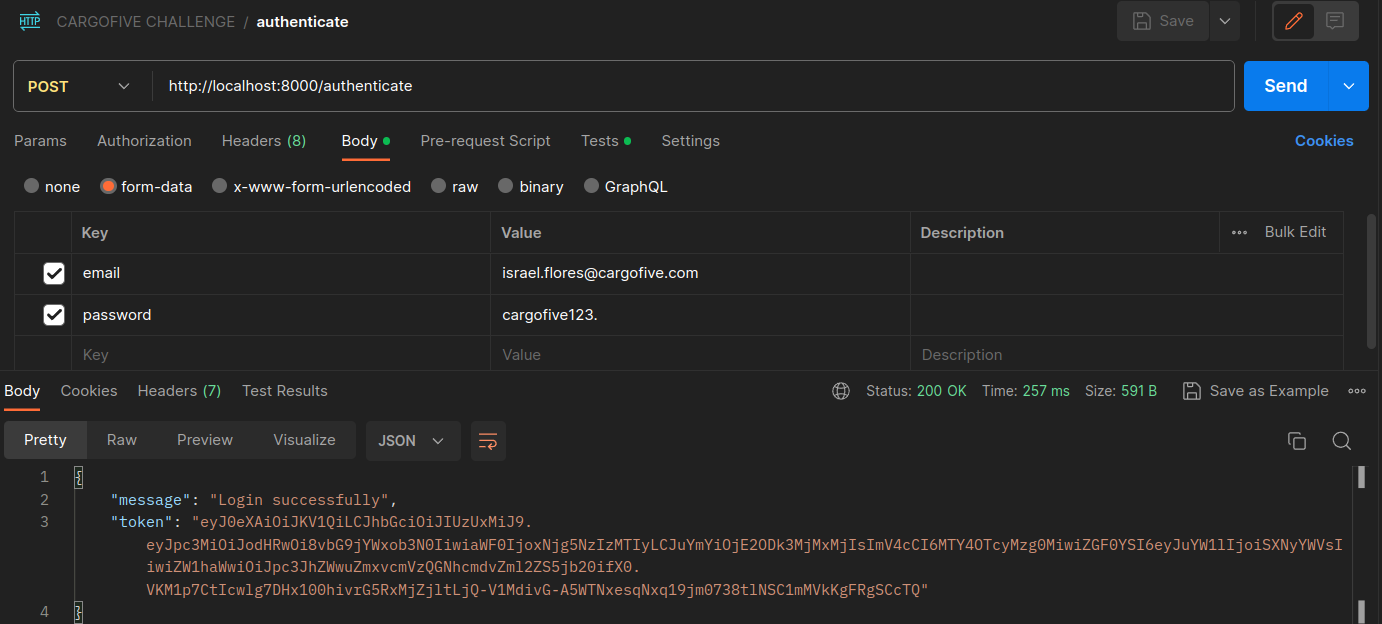 HTTP CARGOFIVE CHALLENGE / authenticate Save
POST http://localhost:8000/authenticate Send
Params Authorization Headers (8) Body Pre-request Script Tests Settings Cookies
none form-data x-www-form-urlencoded raw binary GraphQL
Key Value Description Bulk Edit
email israel.flores@cargofive.com
password cargofive123.
Key Value Description
Body Cookies Headers (7) Test Results Status: 200 OK Time: 257 ms Size: 591 B Save as Example
Pretty Raw Preview Visualize JSON
1 {
2 "message": "Login successfully",
3 "token": "eyJ0eXAiOiJKV1QiLCJhbGciOiJIUzUxMiJ9.
eyJpc3MiOiJodHRwOi8vbG9jYWxob3N0IiwiaWF0IjoxNjg5NzIzMTIyLCJuYmYiOjE2ODk3MjMxMjIsImV4cCI6MTY4OTcyMzg0MiwiZGF0YSI6eyJuYW1lIjoiSXNyYWVsI
iwiZW1haWwiOiJpc3JhZWwuZmxvcmVzQGNhcmdvZml2ZS5jb20ifX0.
VKM1p7CtIcwlg7DHx100hivrG5RxMjZjltLjQ-V1MdivG-A5WTNxesqNxq19jm0738tlNSC1mMVkKgFRgSCcTQ"
4 }